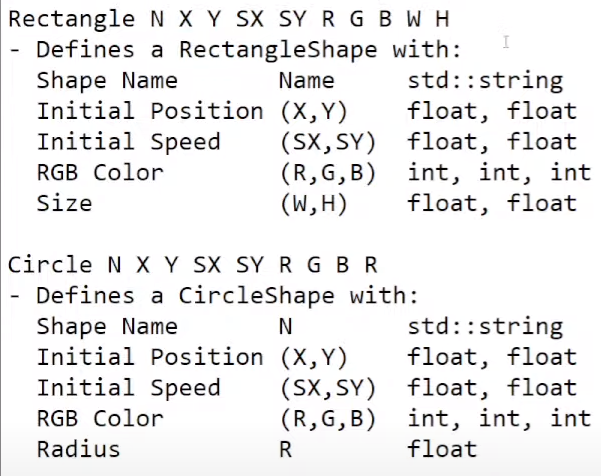 Rectangle N X Y SX SY R G B W H
- Defines a RectangleShape with:
Shape Name Name std::string
Initial Position (X,Y) float, float
Initial Speed (SX,SY) float, float
RGB Color (R,G,B) int, int, int
Size (W,H) float, float
Circle N X Y SX SY R G B R
- Defines a CircleShape with:
Shape Name N std::string
Initial Position (X,Y) float, float
Initial Speed (SX,SY) float, float
RGB Color (R,G,B) int, int, int
Radius R float